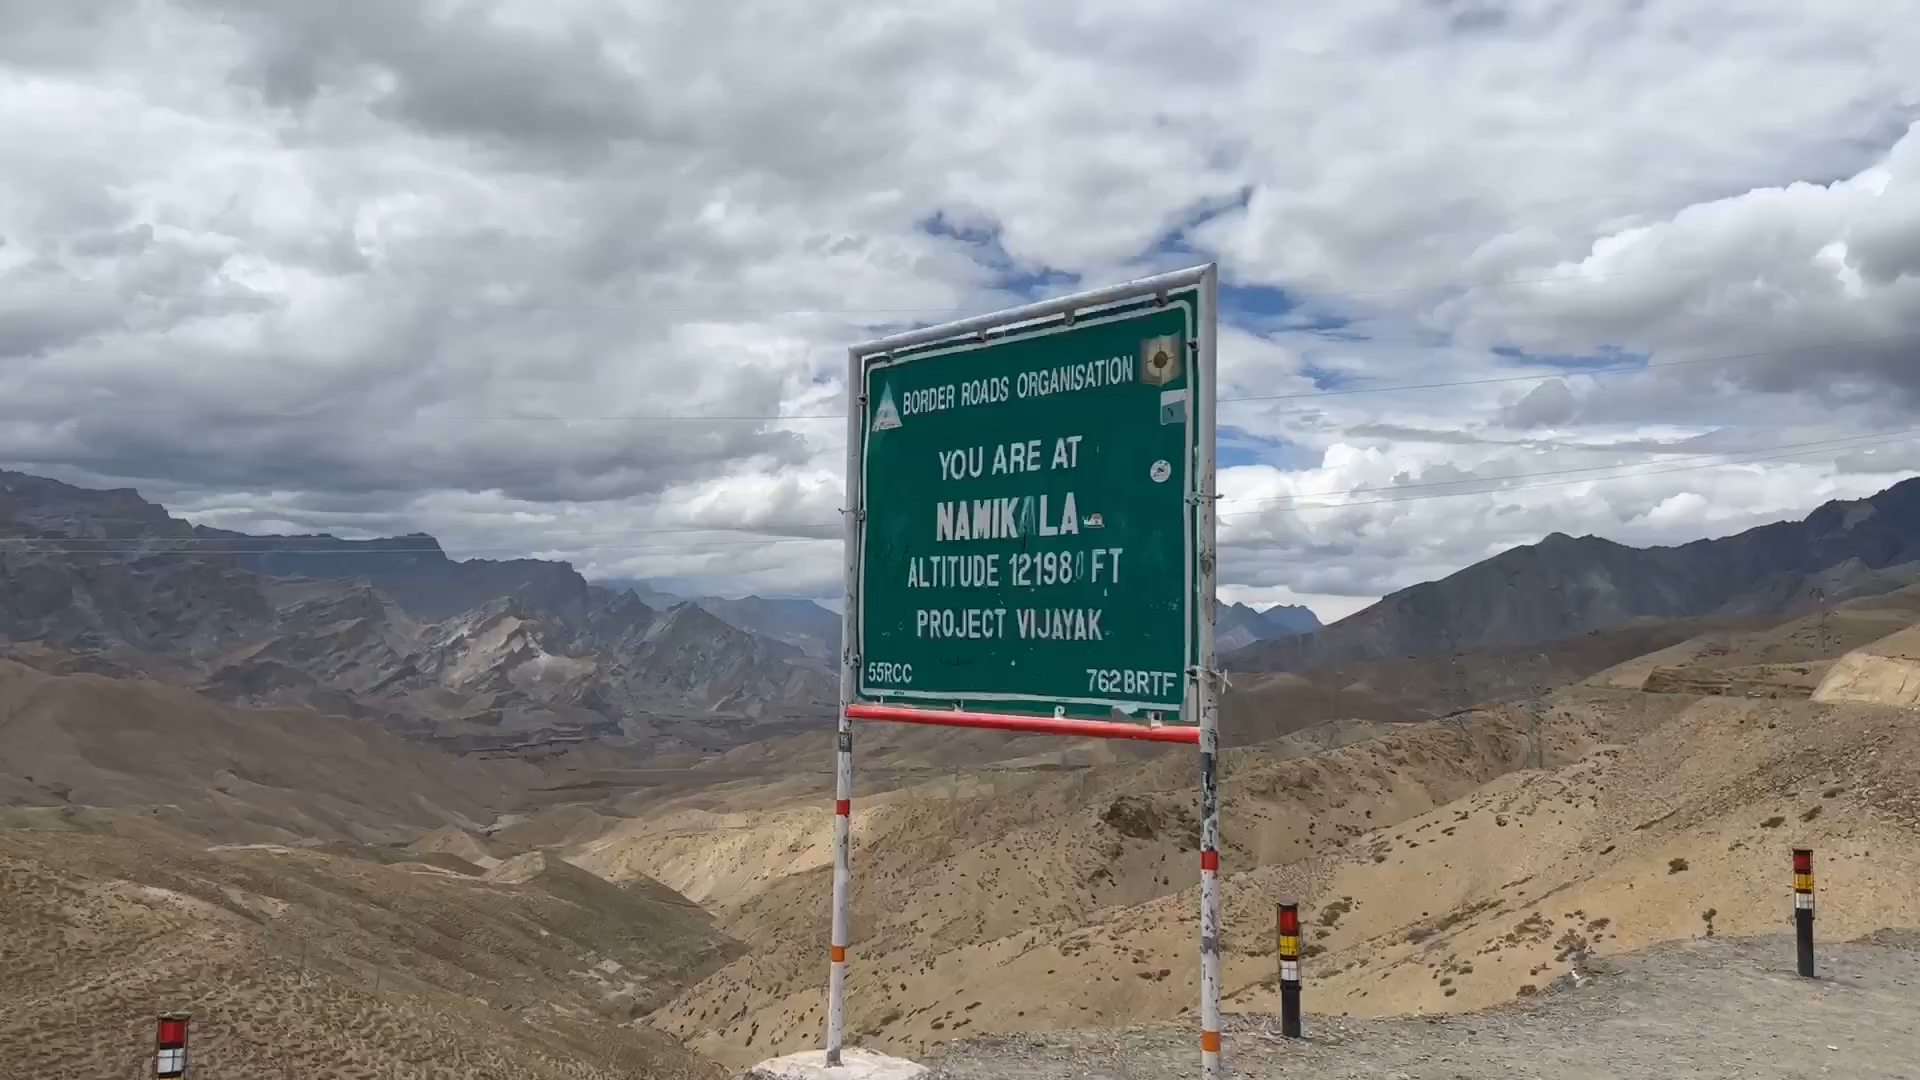 BORDER ROADS ORGANISATION
YOU ARE AT
NAMIKALA
ALTITUDE 12198 FT
PROJECT VIJAYAK
55RCC
762BRTF